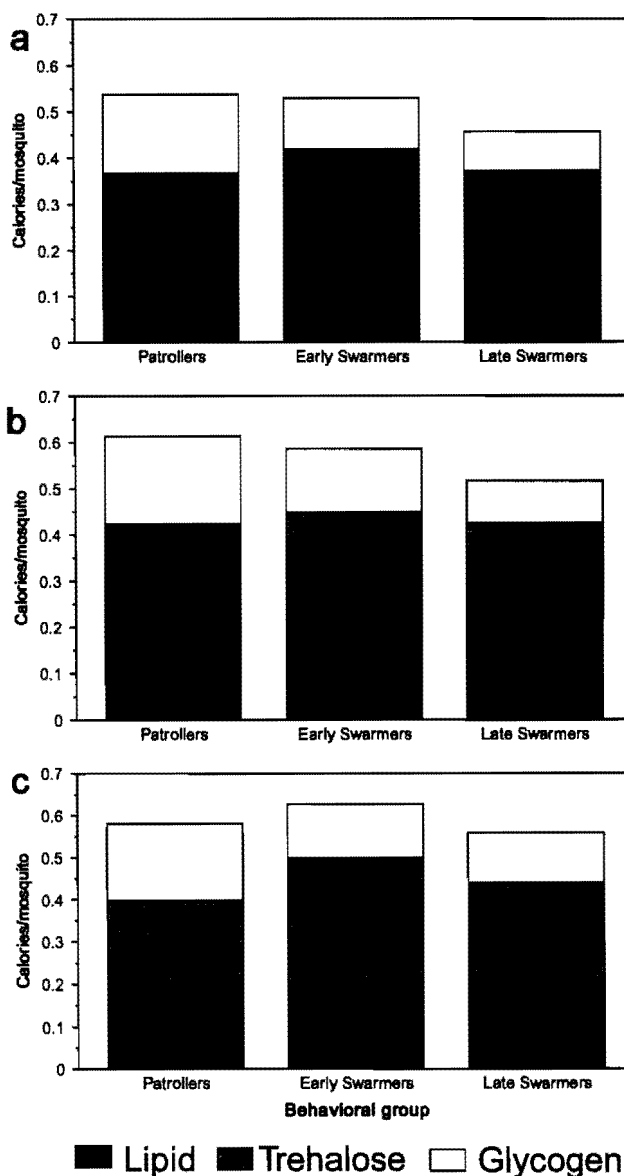 a
0.7
0.6
0.5
0.4
0.3
0.2
0.1
0
Calories/mosquito
Patrollers Early Swarmers Late Swarmers
b
0.7
0.6
0.5
0.4
0.3
0.2
0.1
0
Calories/mosquito
Patrollers Early Swarmers Late Swarmers
c
0.7
0.6
0.5
0.4
0.3
0.2
0.1
0
Calories/mosquito
Patrollers Early Swarmers Late Swarmers
Behavioral group
Lipid Trehalose Glycogen